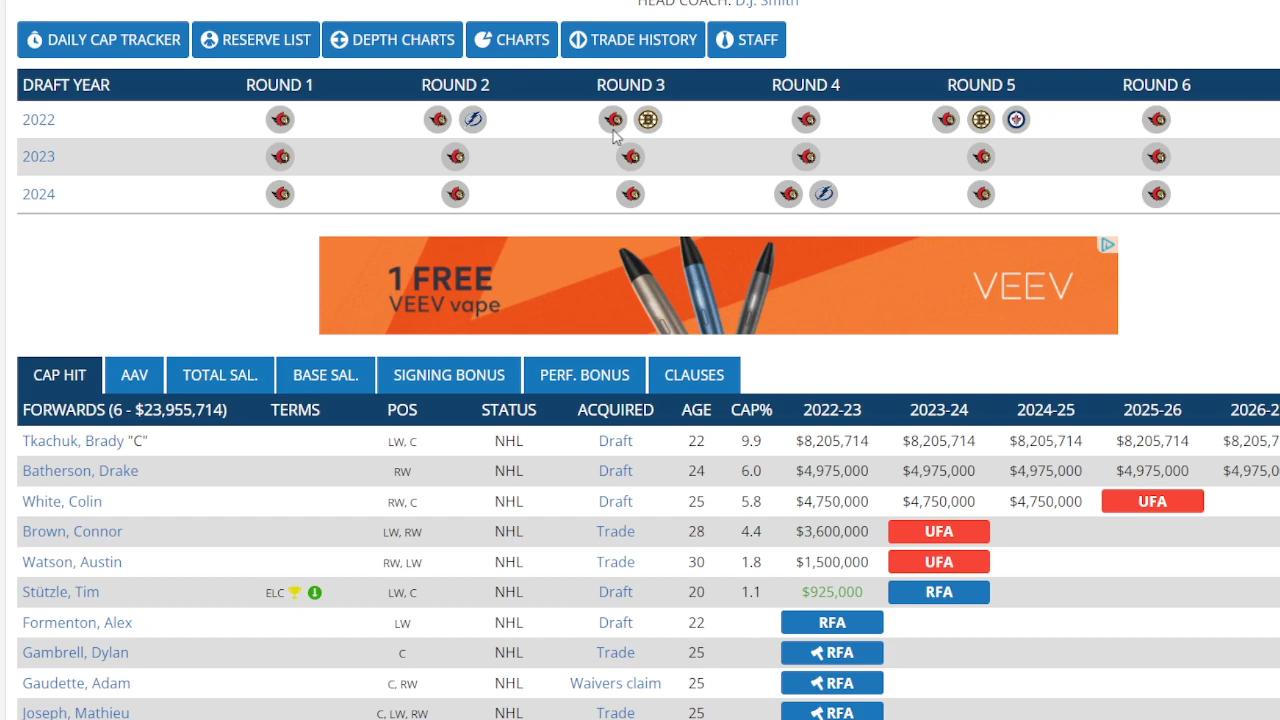 HEAD COACH: D.J. Smith
DAILY CAP TRACKER RESERVE LIST DEPTH CHARTS CHARTS TRADE HISTORY STAFF
DRAFT YEAR ROUND 1 ROUND 2 ROUND 3 ROUND 4 ROUND 5 ROUND 6
2022
2023
2024
1 FREE
VEEV vape
VEEV
CAP HIT AAV TOTAL SAL. BASE SAL. SIGNING BONUS PERF. BONUS CLAUSES
FORWARDS (6 - $23,955,714) TERMS POS STATUS ACQUIRED AGE CAP% 2022-23 2023-24 2024-25 2025-26 2026-2
Tkachuk, Brady "C" LW, C NHL Draft 22 9.9 $8,205,714 $8,205,714 $8,205,714 $8,205,714 $8,205,7
Batherson, Drake RW NHL Draft 24 6.0 $4,975,000 $4,975,000 $4,975,000 $4,975,000 $4,975,0
White, Colin RW, C NHL Draft 25 5.8 $4,750,000 $4,750,000 $4,750,000 UFA
Brown, Connor LW, RW NHL Trade 28 4.4 $3,600,000 UFA
Watson, Austin RW, LW NHL Trade 30 1.8 $1,500,000 UFA
Stützle, Tim ELC LW, C NHL Draft 20 1.1 $925,000 RFA
Formenton, Alex LW NHL Draft 22 RFA
Gambrell, Dylan C NHL Trade 25 RFA
Gaudette, Adam C, RW NHL Waivers claim 25 RFA
Joseph, Mathieu C, LW, RW NHL Trade 25 RFA